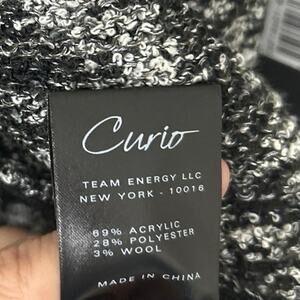 Curio
TEAM ENERGY LLC
NEW YORK - 10016
69% ACRYLIC
28% POLYESTER
3% WOOL
MADE IN CHINA